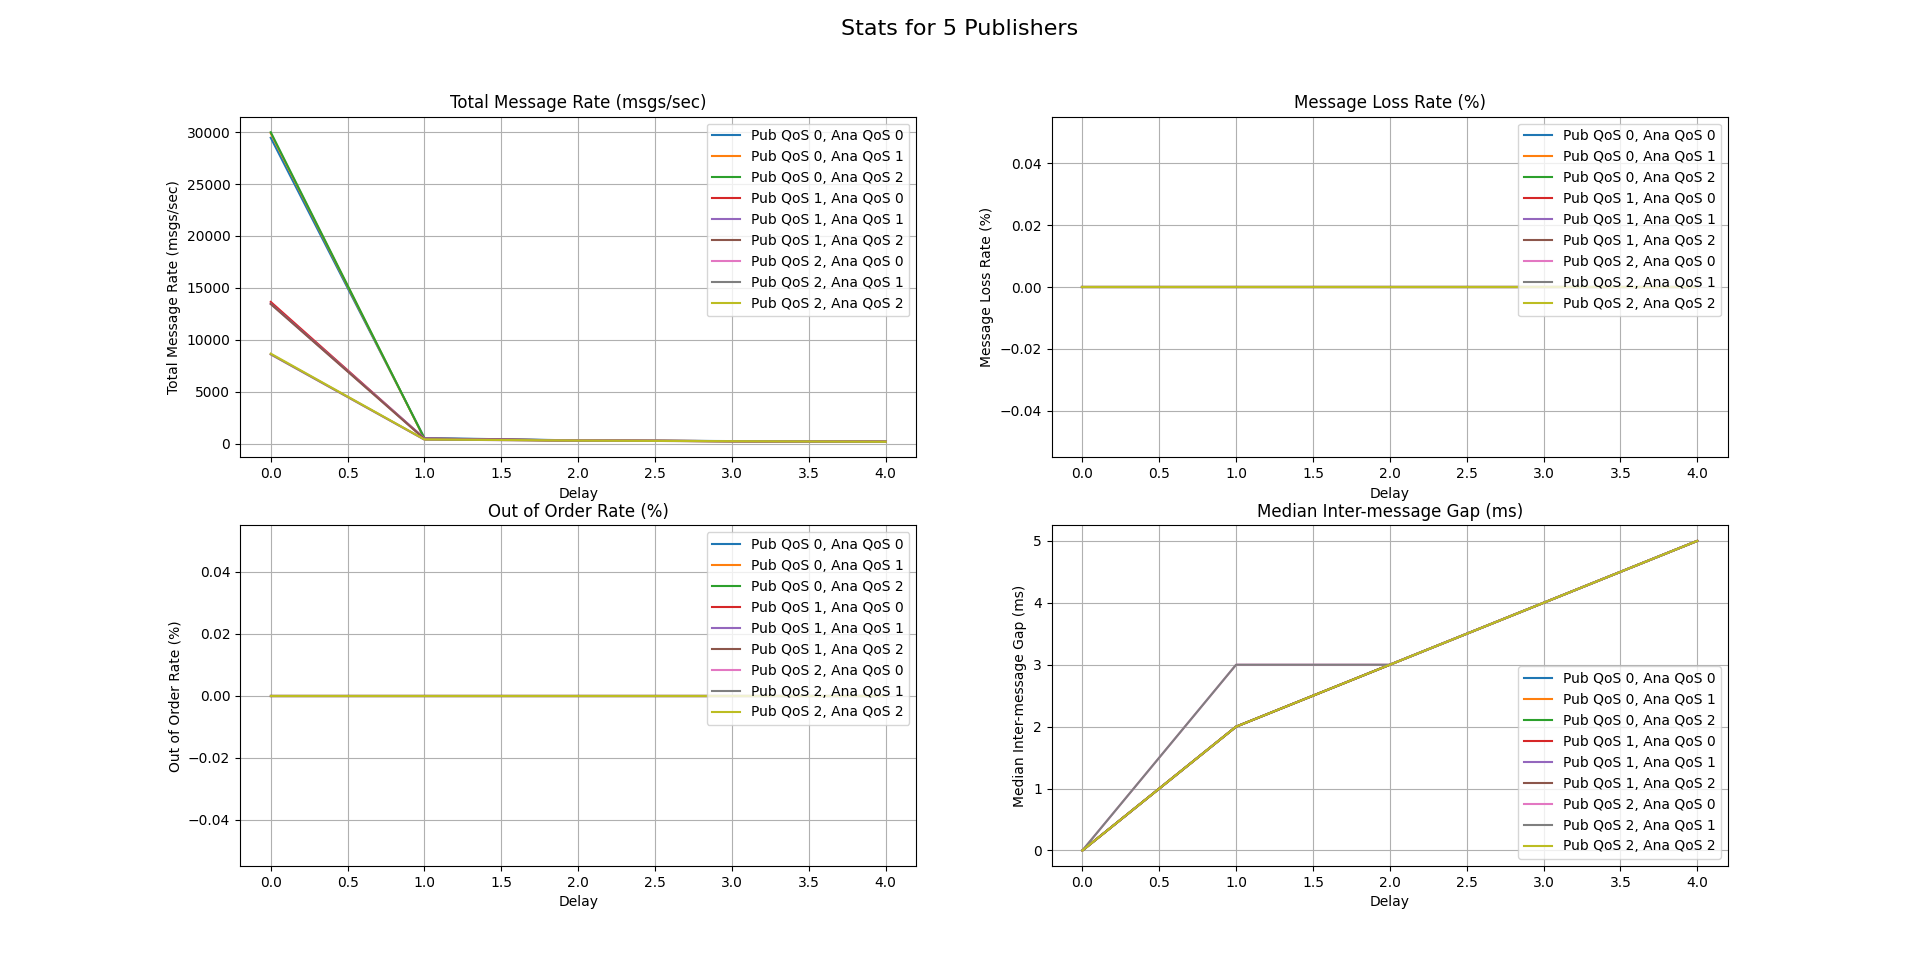 Stats for 5 Publishers
Total Message Rate (msgs/sec)
Total Message Rate (msgs/sec)
30000
25000
20000
15000
10000
5000
0
Pub QoS 0, Ana QoS 0
Pub QoS 0, Ana QoS 1
Pub QoS 0, Ana QoS 2
Pub QoS 1, Ana QoS 0
Pub QoS 1, Ana QoS 1
Pub QoS 1, Ana QoS 2
Pub QoS 2, Ana QoS 0
Pub QoS 2, Ana QoS 1
Pub QoS 2, Ana QoS 2
0.0 0.5 1.0 1.5 2.0 2.5 3.0 3.5 4.0
Delay
Message Loss Rate (%)
Message Loss Rate (%)
0.04
0.02
0.00
−0.02
−0.04
Pub QoS 0, Ana QoS 0
Pub QoS 0, Ana QoS 1
Pub QoS 0, Ana QoS 2
Pub QoS 1, Ana QoS 0
Pub QoS 1, Ana QoS 1
Pub QoS 1, Ana QoS 2
Pub QoS 2, Ana QoS 0
Pub QoS 2, Ana QoS 1
Pub QoS 2, Ana QoS 2
0.0 0.5 1.0 1.5 2.0 2.5 3.0 3.5 4.0
Delay
Out of Order Rate (%)
Out of Order Rate (%)
0.04
0.02
0.00
−0.02
−0.04
Pub QoS 0, Ana QoS 0
Pub QoS 0, Ana QoS 1
Pub QoS 0, Ana QoS 2
Pub QoS 1, Ana QoS 0
Pub QoS 1, Ana QoS 1
Pub QoS 1, Ana QoS 2
Pub QoS 2, Ana QoS 0
Pub QoS 2, Ana QoS 1
Pub QoS 2, Ana QoS 2
0.0 0.5 1.0 1.5 2.0 2.5 3.0 3.5 4.0
Delay
Median Inter-message Gap (ms)
Median Inter-message Gap (ms)
5
4
3
2
1
0
Pub QoS 0, Ana QoS 0
Pub QoS 0, Ana QoS 1
Pub QoS 0, Ana QoS 2
Pub QoS 1, Ana QoS 0
Pub QoS 1, Ana QoS 1
Pub QoS 1, Ana QoS 2
Pub QoS 2, Ana QoS 0
Pub QoS 2, Ana QoS 1
Pub QoS 2, Ana QoS 2
0.0 0.5 1.0 1.5 2.0 2.5 3.0 3.5 4.0
Delay